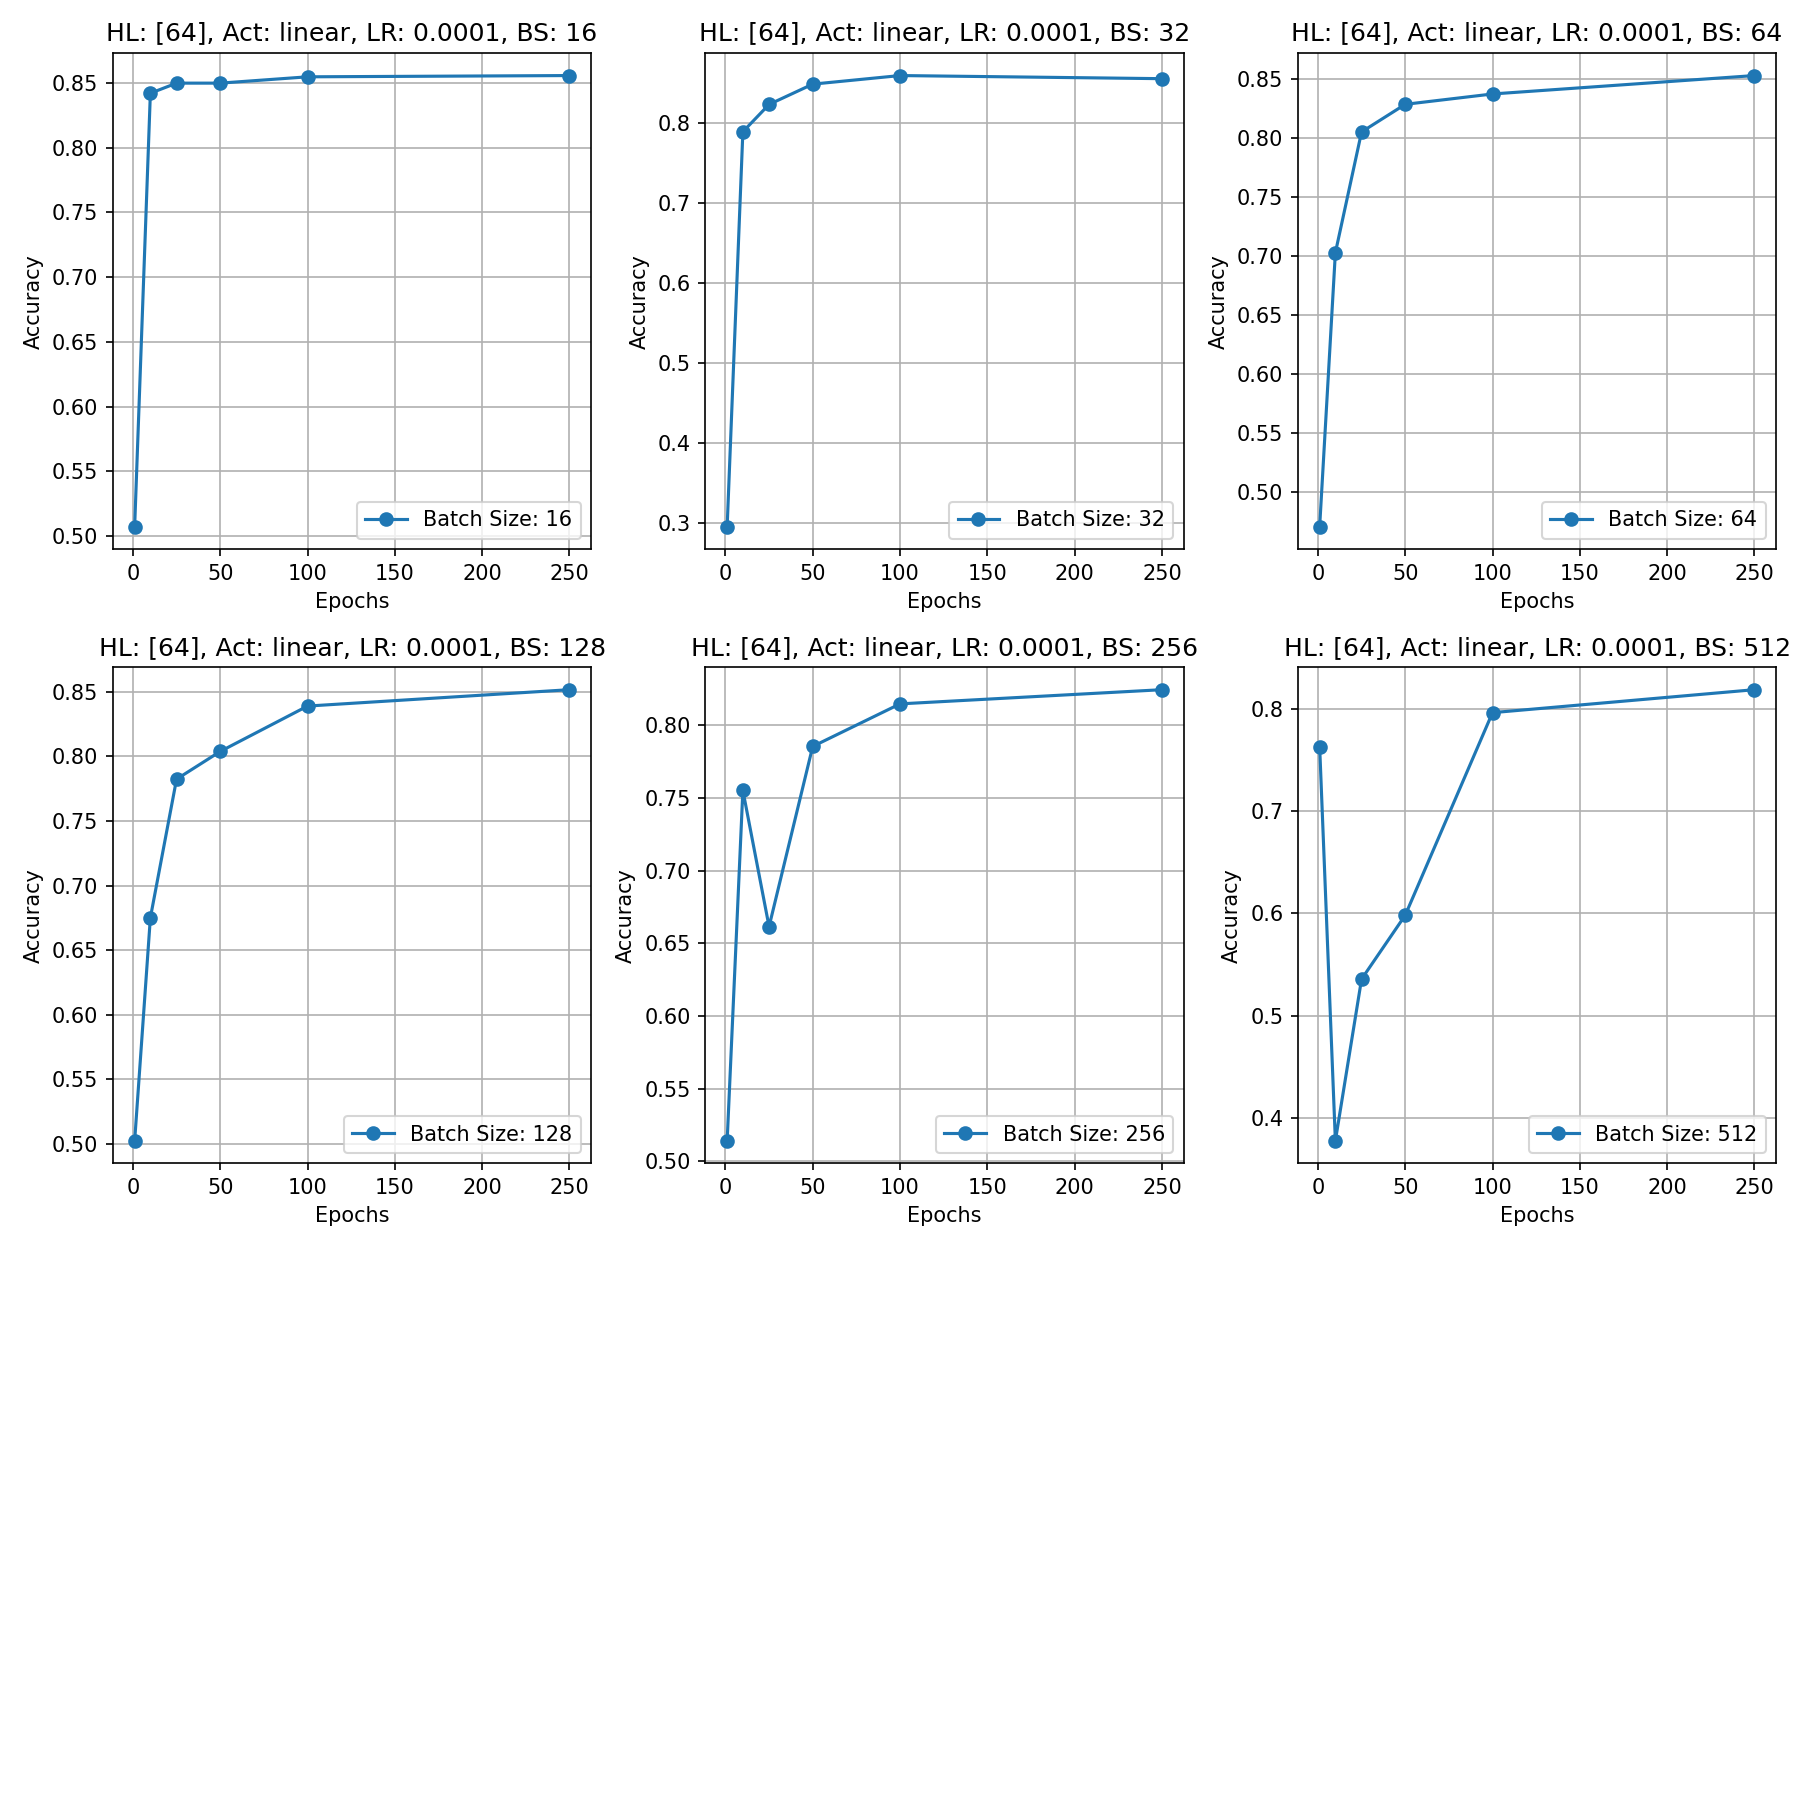 HL: [64], Act: linear, LR: 0.0001, BS: 16
0.85
0.80
0.75
0.70
0.65
0.60
0.55
0.50
Accuracy
Batch Size: 16
0 50 100 150 200 250
Epochs
HL: [64], Act: linear, LR: 0.0001, BS: 32
0.8
0.7
0.6
0.5
0.4
0.3
Accuracy
Batch Size: 32
0 50 100 150 200 250
Epochs
HL: [64], Act: linear, LR: 0.0001, BS: 64
0.85
0.80
0.75
0.70
0.65
0.60
0.55
0.50
Accuracy
Batch Size: 64
0 50 100 150 200 250
Epochs
HL: [64], Act: linear, LR: 0.0001, BS: 128
0.85
0.80
0.75
0.70
0.65
0.60
0.55
0.50
Accuracy
Batch Size: 128
0 50 100 150 200 250
Epochs
HL: [64], Act: linear, LR: 0.0001, BS: 256
0.80
0.75
0.70
0.65
0.60
0.55
0.50
Accuracy
Batch Size: 256
0 50 100 150 200 250
Epochs
HL: [64], Act: linear, LR: 0.0001, BS: 512
0.8
0.7
0.6
0.5
0.4
Accuracy
Batch Size: 512
0 50 100 150 200 250
Epochs